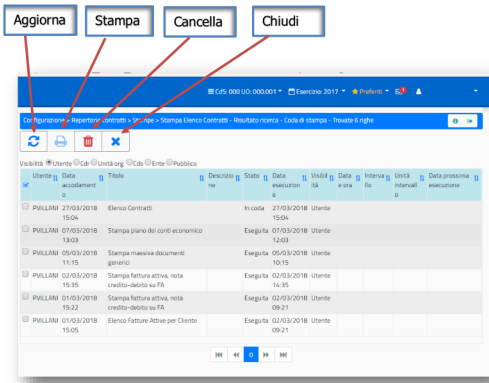 Aggiorna
Stampa
Cancella
Chiudi
CdS: 000 UO: 000.001 Esercizio: 2017 Preferiti
Configurazione > Repertorio contratti > Stampe > Stampa Elenco Contratti - Risultato ricerca - Coda di stampa - Trovate 6 righe
Visibilità Utente Cdr Unità org. Cds Ente Pubblico
Utente Data accodamento Titolo Descrizione Stato Data esecuzion e Visibilità Data e ora Intervallo Unità intervallo Data prossima esecuzione
PVILLANI 27/03/2018 15:04 Elenco Contratti In coda 27/03/2018 15:04 Utente
PVILLANI 07/03/2018 13:03 Stampa piano dei conti economico Eseguita 07/03/2018 12:03 Utente
PVILLANI 05/03/2018 11:15 Stampa massiva documenti generici Eseguita 05/03/2018 10:15 Utente
PVILLANI 02/03/2018 15:35 Stampa fattura attiva, nota credito-debito su FA Eseguita 02/03/2018 14:35 Utente
PVILLANI 01/03/2018 15:22 Stampa fattura attiva, nota credito-debito su FA Eseguita 02/03/2018 09:21 Utente
PVILLANI 01/03/2018 15:05 Elenco Fatture Attive per Cliente Eseguita 02/03/2018 09:21 Utente
0